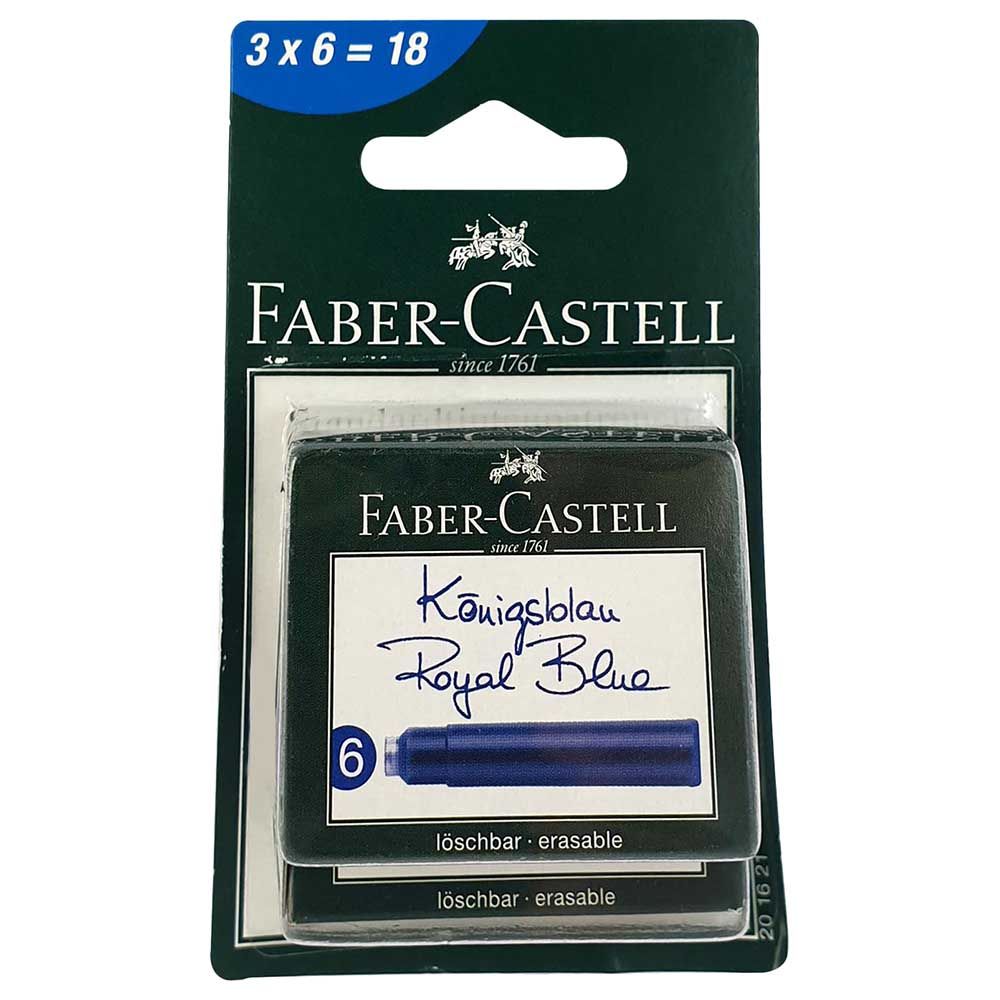 3 x 6 = 18
FABER-CASTELL
since 1761
FABER-CASTELL
since 1761
Königsblau
Royal Blue
6
löschbar · erasable
löschbar · erasable
20 16 21